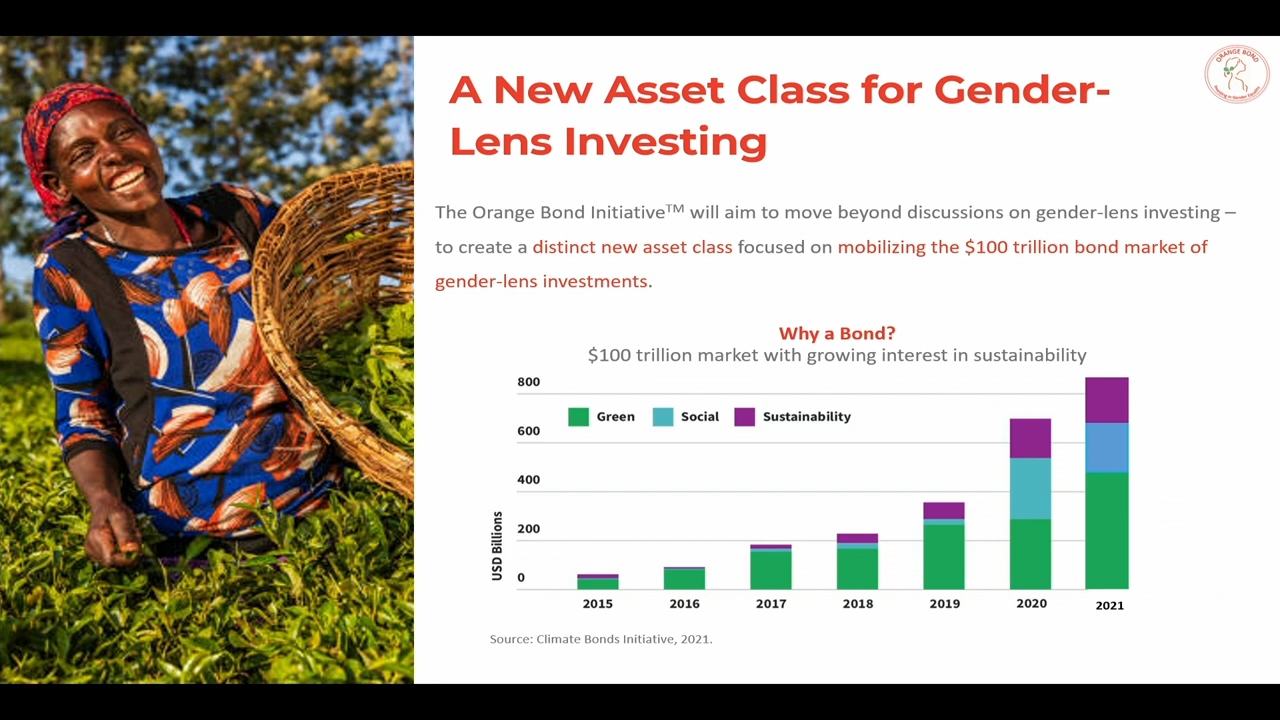 ORANGE BOND
A New Asset Class for Gender-
Lens Investing
The Orange Bond Initiative™ will aim to move beyond discussions on gender-lens investing –
to create a distinct new asset class focused on mobilizing the $100 trillion bond market of
gender-lens investments.
Why a Bond?
$100 trillion market with growing interest in sustainability
800
Green Social Sustainability
600
400
200
0
USD Billions
2015 2016 2017 2018 2019 2020 2021
Source: Climate Bonds Initiative, 2021.